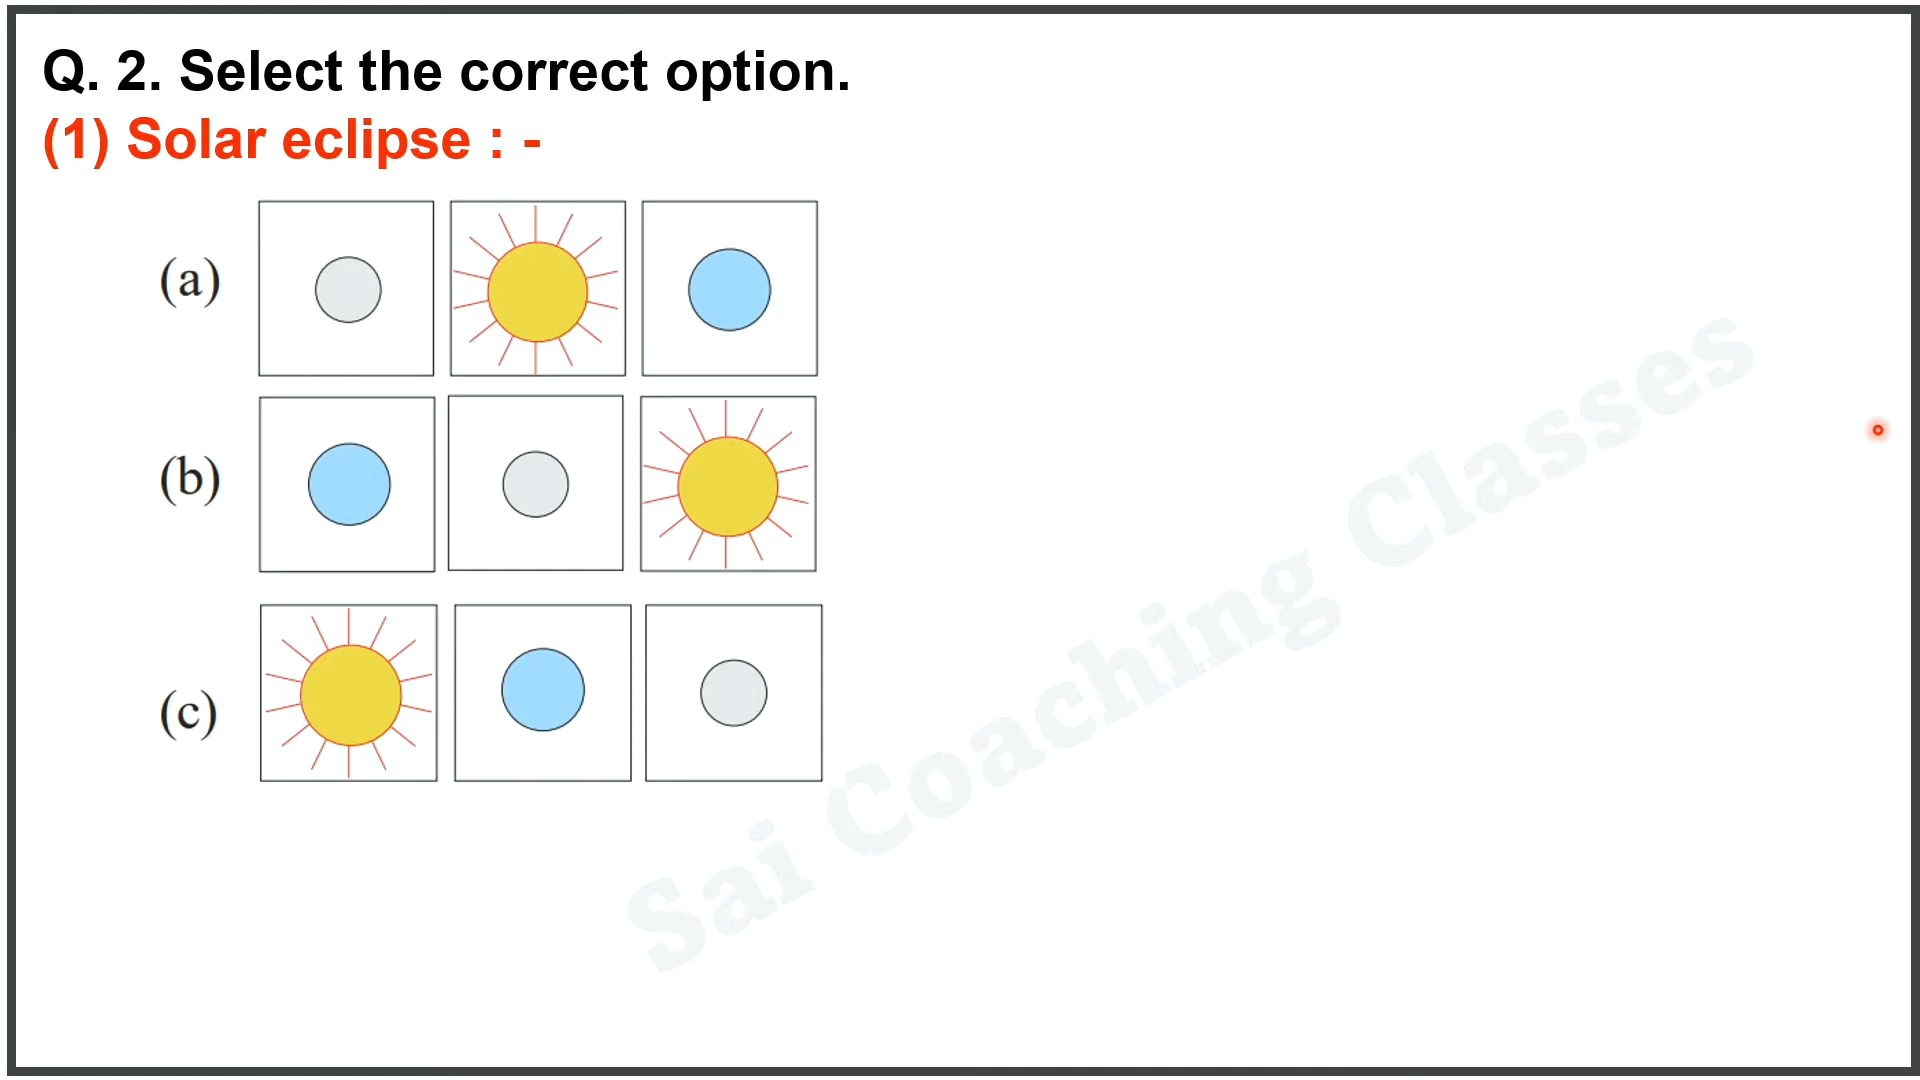 Q. 2. Select the correct option.
(1) Solar eclipse : -
(a)
(b)
(c)
Sai Coaching Classes